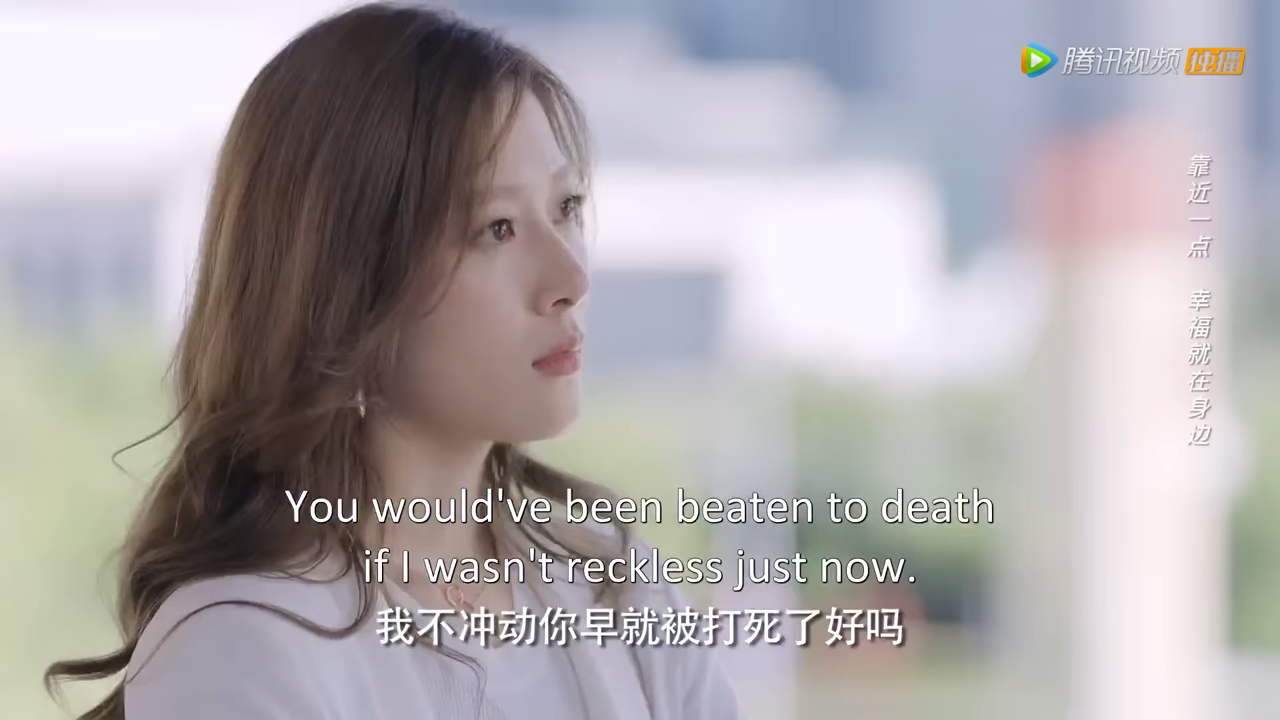 腾讯视频 独播
靠近一点 幸福就在身边
You would've been beaten to death
if I wasn't reckless just now.
我不冲动你早就被打死了好吗